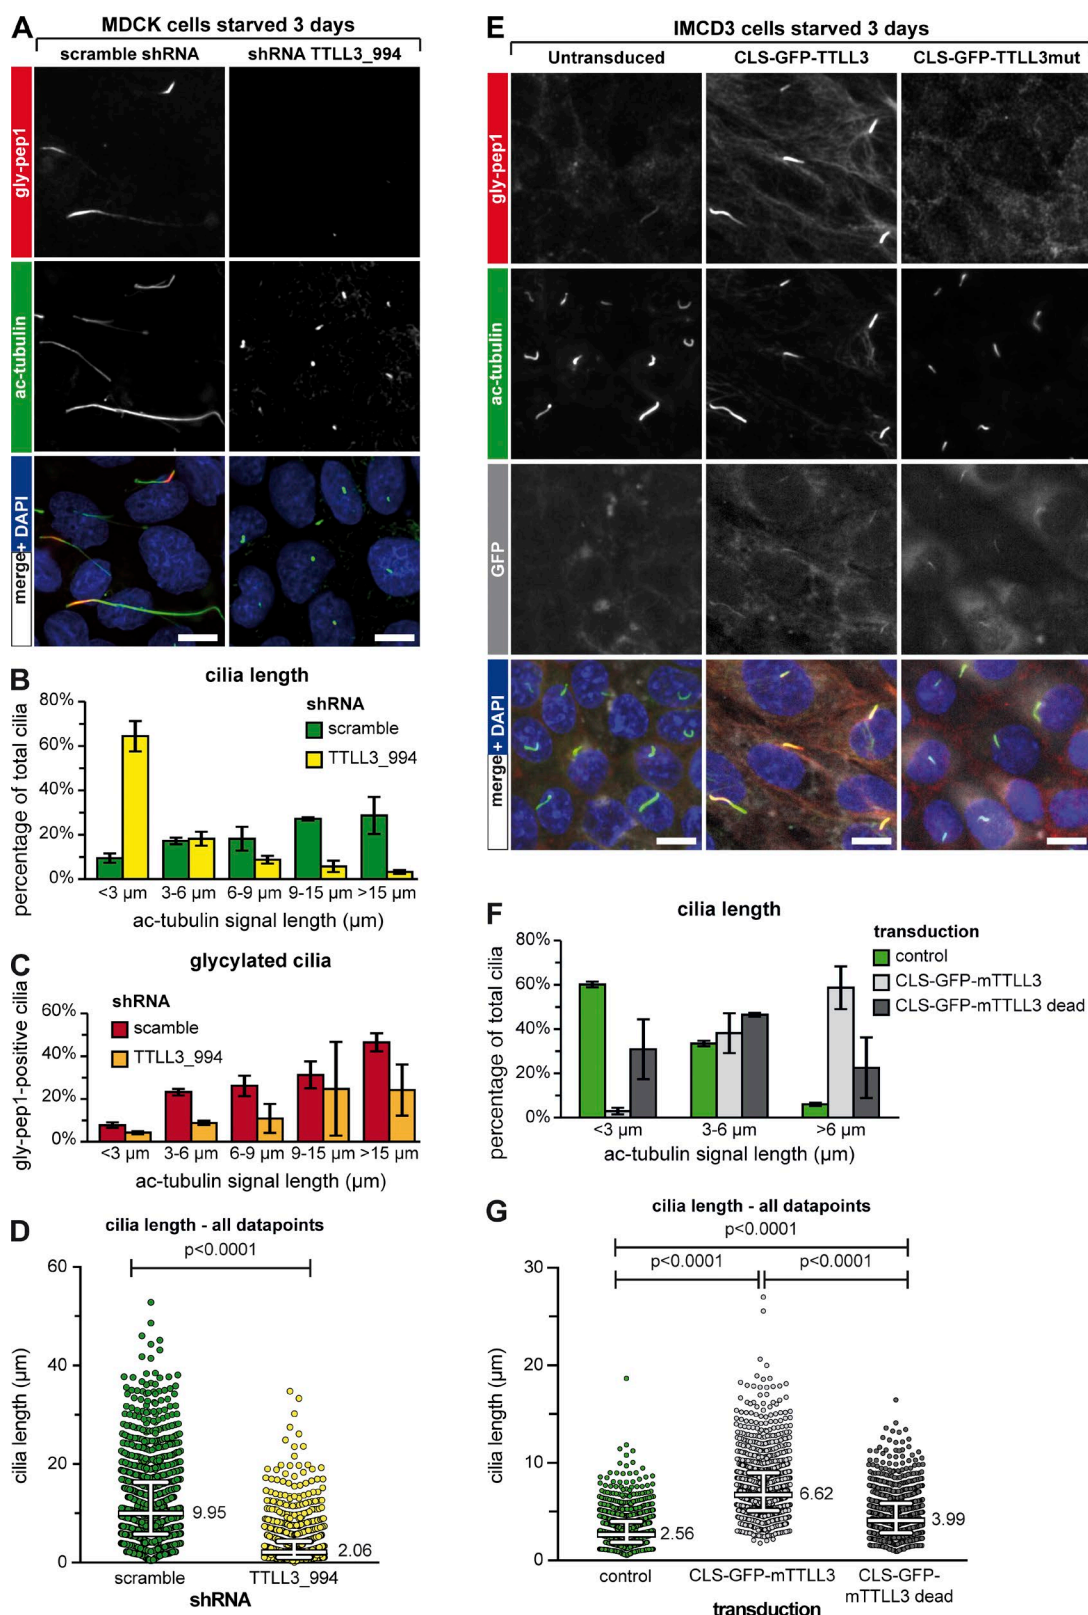 A
MDCK cells starved 3 days
scramble shRNA
shRNA TTLL3_994
gly-pep1
ac-tubulin
merge + DAPI
B
cilia length
percentage of total cilia
80%
60%
40%
20%
0%
shRNA
scramble
TTLL3_994
<3 µm
3-6 µm
6-9 µm
9-15 µm
>15 µm
ac-tubulin signal length (µm)
C
glycylated cilia
gly-pep1-positive cilia
60%
40%
20%
0%
shRNA
scamble
TTLL3_994
<3 µm
3-6 µm
6-9 µm
9-15 µm
>15 µm
ac-tubulin signal length (µm)
D
cilia length - all datapoints
p<0.0001
cilia length (µm)
60
40
20
0
9.95
2.06
scramble
TTLL3_994
shRNA
E
IMCD3 cells starved 3 days
Untransduced
CLS-GFP-TTLL3
CLS-GFP-TTLL3mut
gly-pep1
ac-tubulin
GFP
merge + DAPI
F
cilia length
percentage of total cilia
80%
60%
40%
20%
0%
transduction
control
CLS-GFP-mTTLL3
CLS-GFP-mTTLL3 dead
<3 µm
3-6 µm
>6 µm
ac-tubulin signal length (µm)
G
cilia length - all datapoints
p<0.0001
p<0.0001
p<0.0001
cilia length (µm)
30
20
10
0
2.56
6.62
3.99
control
CLS-GFP-mTTLL3
CLS-GFP-
mTTLL3 dead
transduction